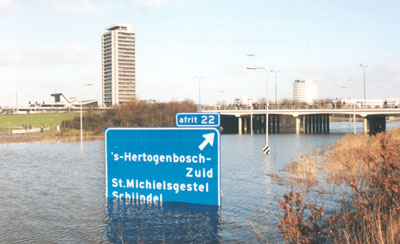 afrit 22
's-Hertogenbosch-
Zuid
St.Michielsgestel
Schijndel